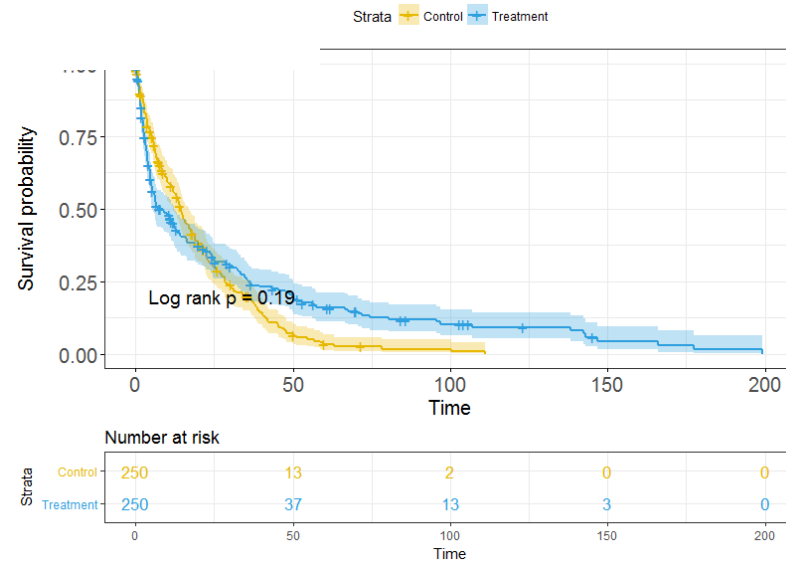 Strata Control Treatment
Survival probability
0.75
0.50
0.25
0.00
Log rank p = 0.19
0 50 100 150 200
Time
Number at risk
Strata
Control 250 13 2 0 0
Treatment 250 37 13 3 0
0 50 100 150 200
Time